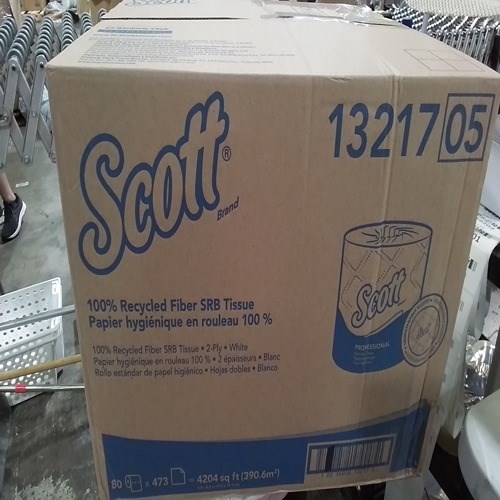 Scott®
Brand
13217 05
100% Recycled Fiber SRB Tissue
Papier hygiénique en rouleau 100 %
100% Recycled Fiber SRB Tissue • 2-Ply • White
Papier hygiénique en rouleau 100 % • 2 épaisseurs • Blanc
Rollo estándar de papel higiénico • Hojas dobles • Blanco
Scott
PROFESSIONAL
80 x 473 = 4204 sq ft (390.6m²)